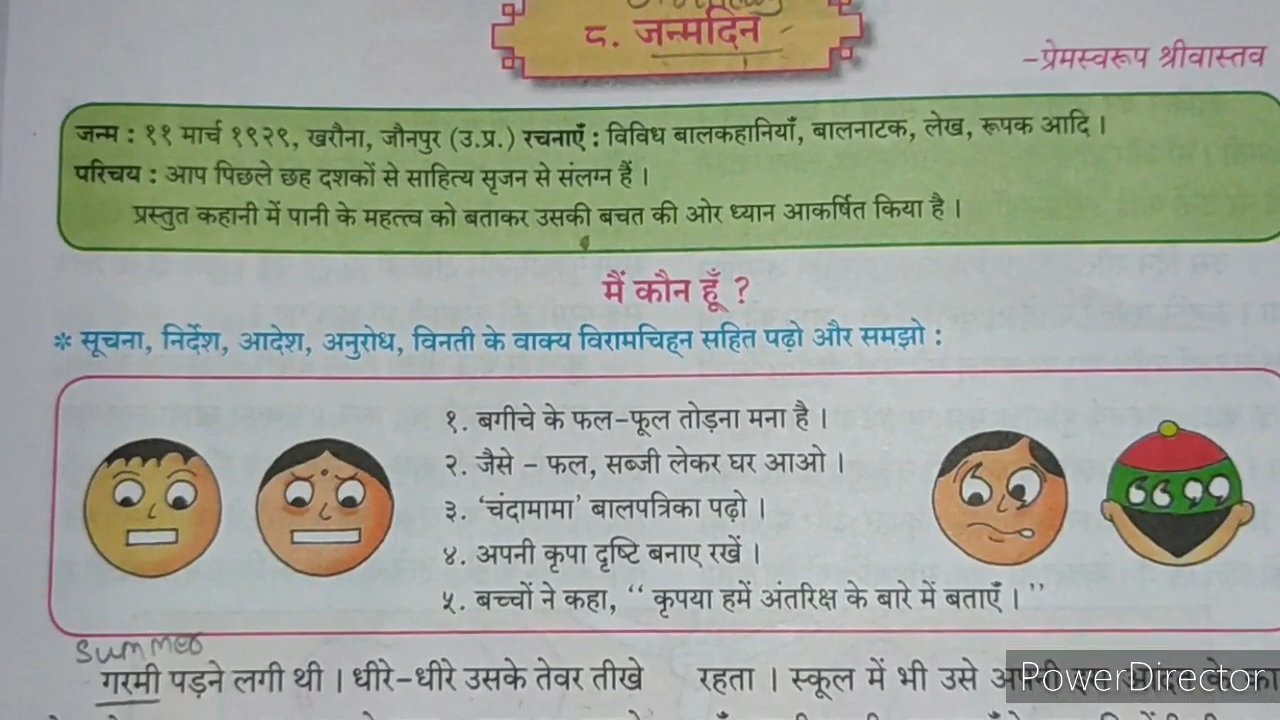 ८. जन्मदिन
-प्रेमस्वरूप श्रीवास्तव
जन्म : ११ मार्च १९२९, खरौना, जौनपुर (उ.प्र.) रचनाएँ : विविध बालकहानियाँ, बालनाटक, लेख, रूपक आदि ।
परिचय : आप पिछले छह दशकों से साहित्य सृजन से संलग्न हैं ।
प्रस्तुत कहानी में पानी के महत्त्व को बताकर उसकी बचत की ओर ध्यान आकर्षित किया है ।
मैं कौन हूँ ?
* सूचना, निर्देश, आदेश, अनुरोध, विनती के वाक्य विरामचिह्न सहित पढ़ो और समझो :
१. बगीचे के फल-फूल तोड़ना मना है ।
२. जैसे - फल, सब्जी लेकर घर आओ ।
३. ‘चंदामामा’ बालपत्रिका पढ़ो ।
४. अपनी कृपा दृष्टि बनाए रखें ।
५. बच्चों ने कहा, “ कृपया हमें अंतरिक्ष के बारे में बताएँ । ”
summer
गरमी पड़ने लगी थी । धीरे-धीरे उसके तेवर तीखे
रहता । स्कूल में भी उसे
PowerDirector